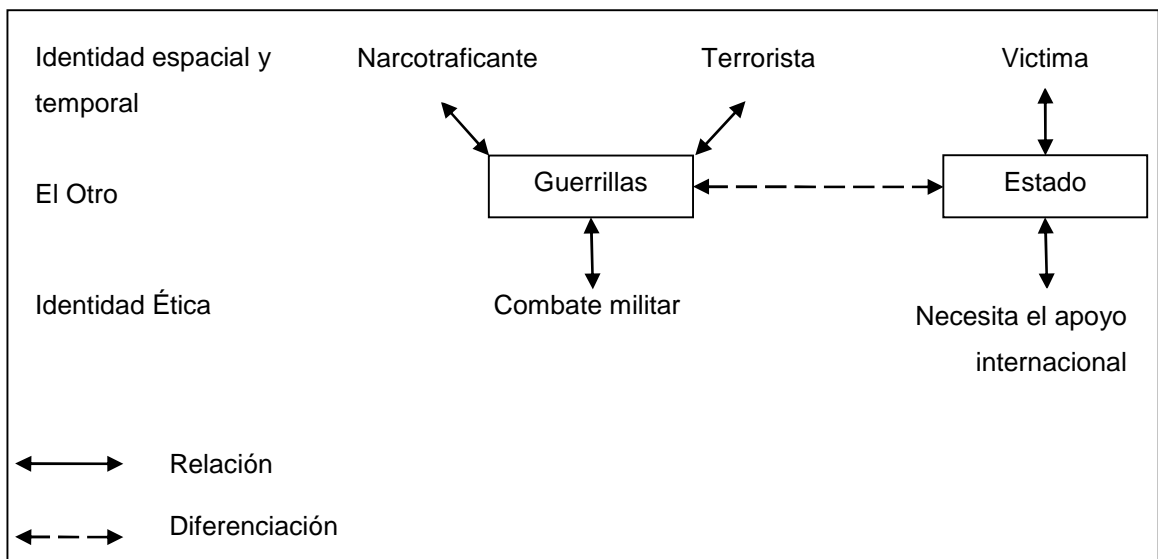 Identidad espacial y
temporal
Narcotraficante
Terrorista
Victima
El Otro
Guerrillas
Estado
Identidad Ética
Combate militar
Necesita el apoyo
internacional
Relación
Diferenciación